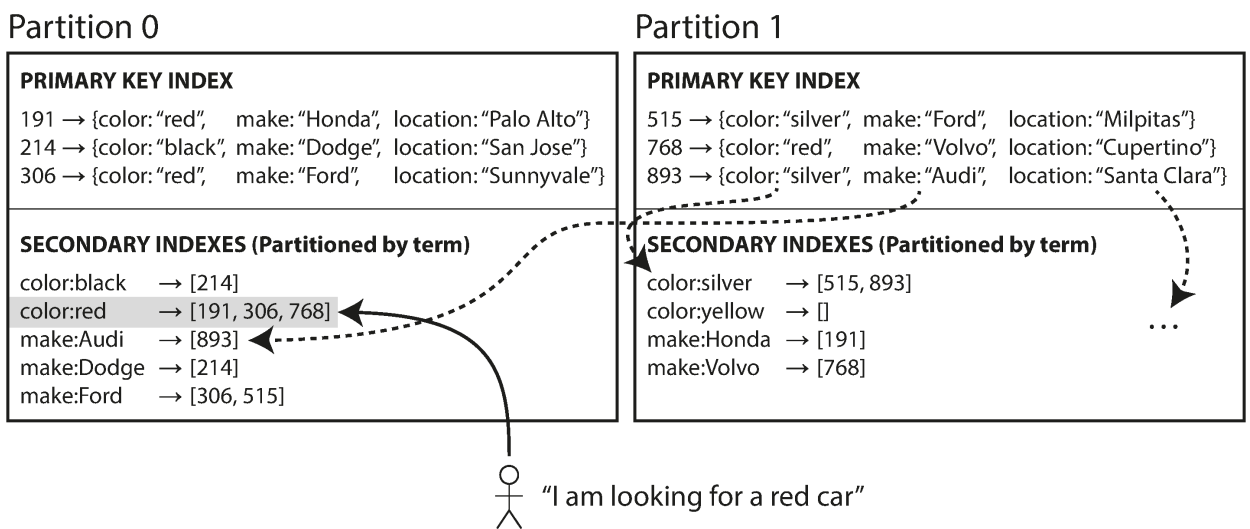 Partition 0
PRIMARY KEY INDEX
191 → {color: “red”, make: “Honda”, location: “Palo Alto”}
214 → {color: “black”, make: “Dodge”, location: “San Jose”}
306 → {color: “red”, make: “Ford”, location: “Sunnyvale”}
SECONDARY INDEXES (Partitioned by term)
color:black → [214]
color:red → [191, 306, 768]
make:Audi → [893]
make:Dodge → [214]
make:Ford → [306, 515]
Partition 1
PRIMARY KEY INDEX
515 → {color: “silver”, make: “Ford”, location: “Milpitas”}
768 → {color: “red”, make: “Volvo”, location: “Cupertino”}
893 → {color: “silver”, make: “Audi”, location: “Santa Clara”}
SECONDARY INDEXES (Partitioned by term)
color:silver → [515, 893]
color:yellow → []
make:Honda → [191]
make:Volvo → [768]
...
“I am looking for a red car”